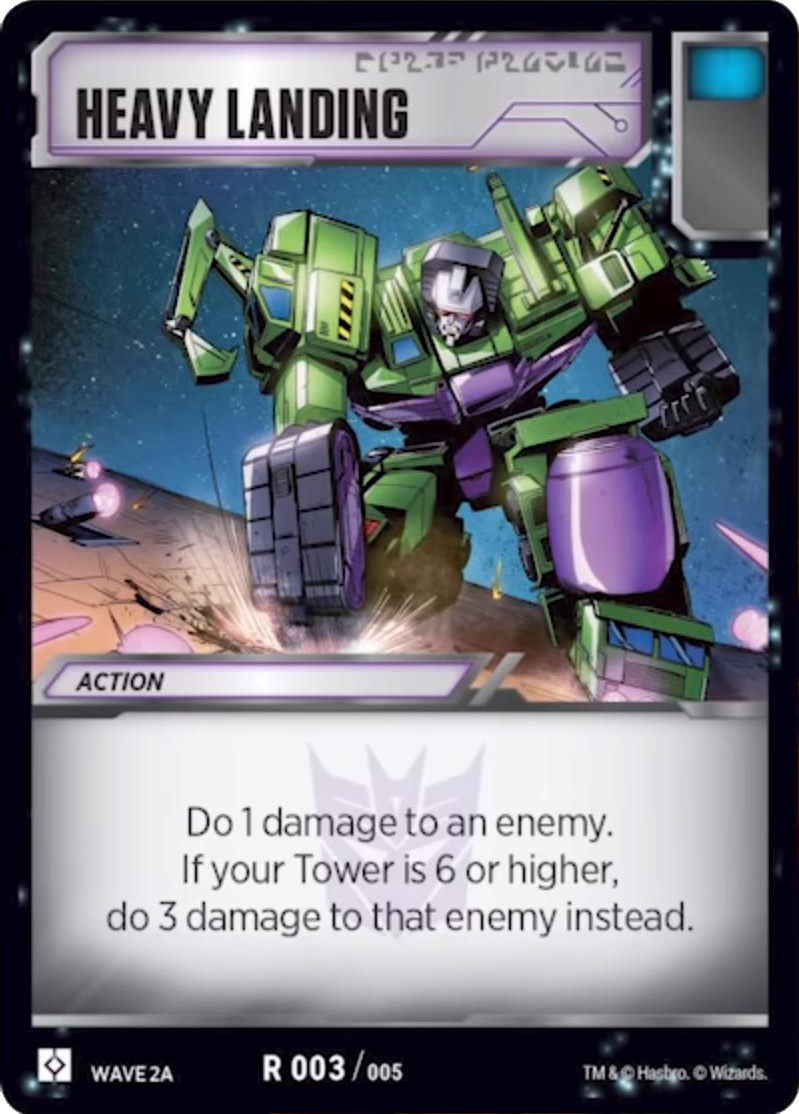 HEAVY LANDING
ACTION
Do 1 damage to an enemy.
If your Tower is 6 or higher,
do 3 damage to that enemy instead.
WAVE 2A R 003/005 TM & © Hasbro. © Wizards.